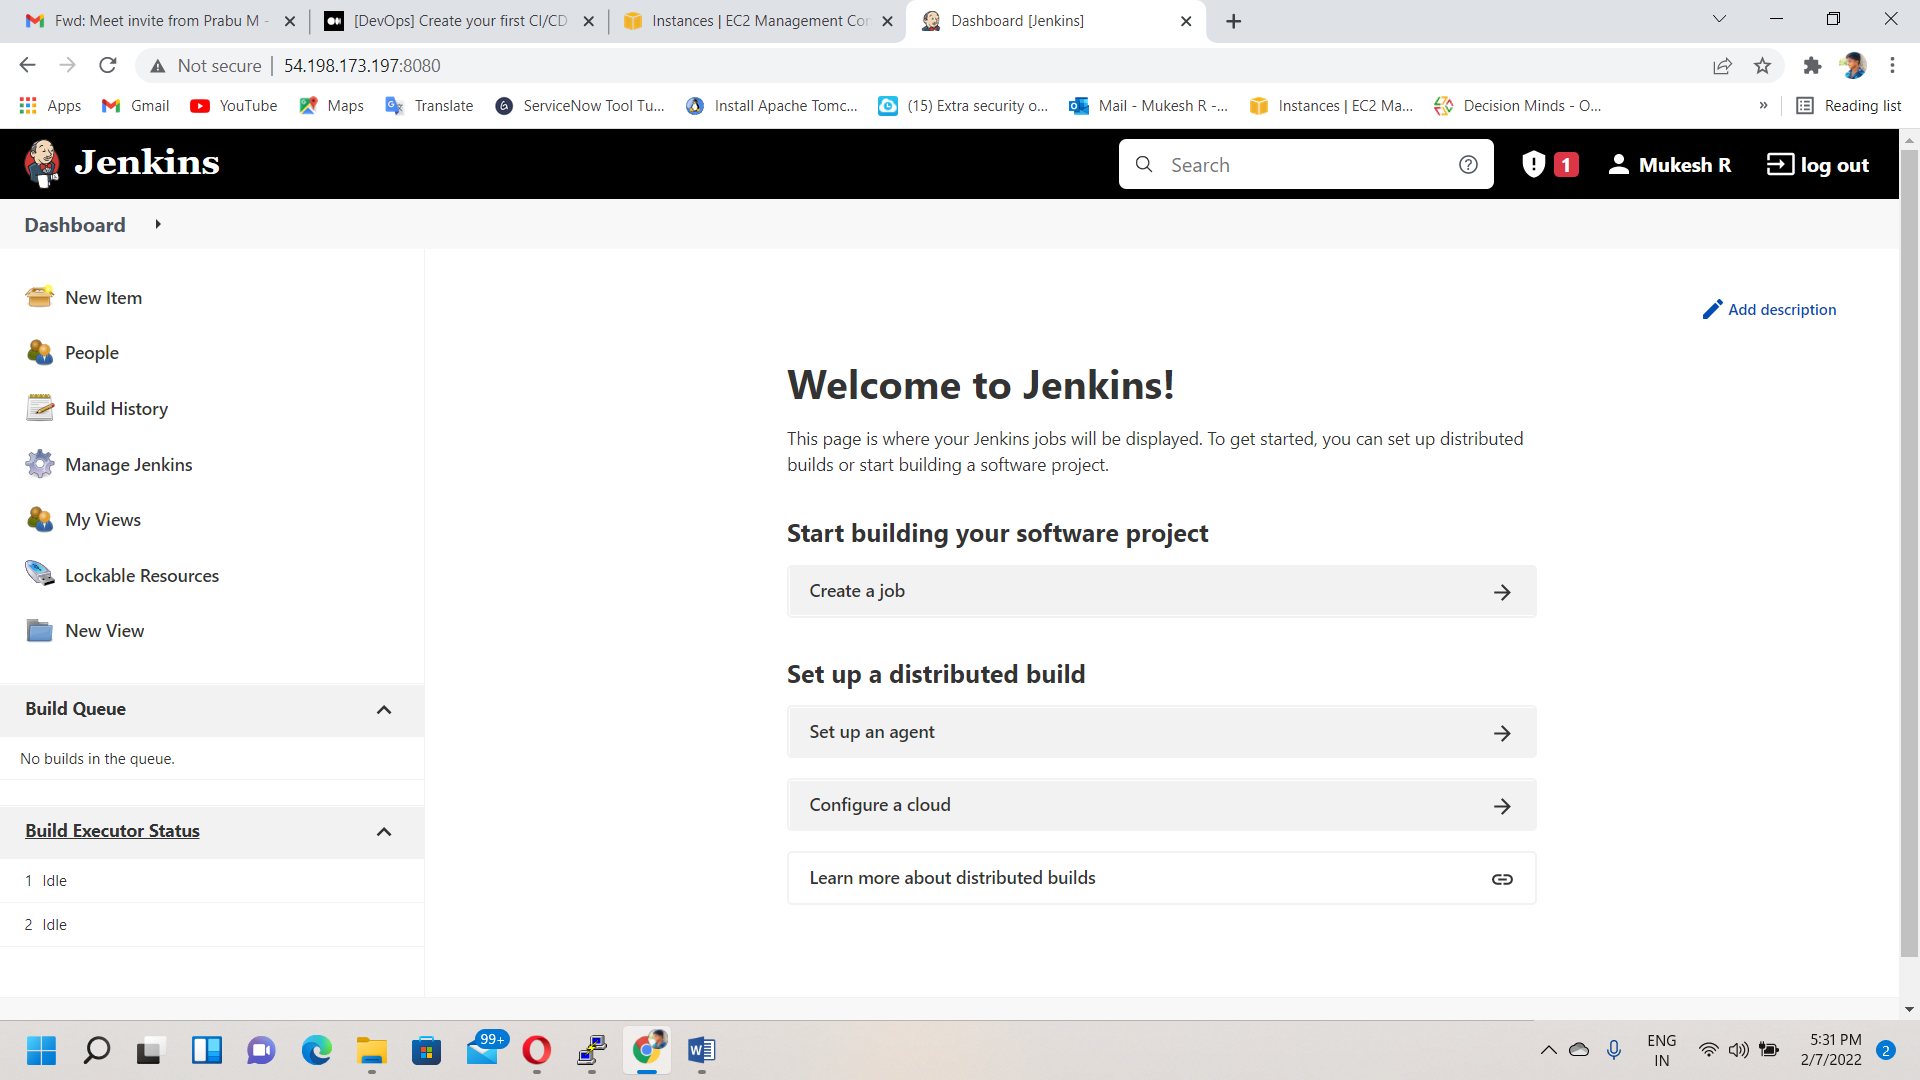 Fwd: Meet invite from Prabu M -
[DevOps] Create your first CI/CD
Instances | EC2 Management Con
Dashboard [Jenkins]
Not secure | 54.198.173.197:8080
Apps
Gmail
YouTube
Maps
Translate
ServiceNow Tool Tu...
Install Apache Tomc...
(15) Extra security o...
Mail - Mukesh R -...
Instances | EC2 Ma...
Decision Minds - O...
»
Reading list
Jenkins
Search
1
Mukesh R
log out
Dashboard
New Item
People
Build History
Manage Jenkins
My Views
Lockable Resources
New View
Build Queue
No builds in the queue.
Build Executor Status
1 Idle
2 Idle
Add description
Welcome to Jenkins!
This page is where your Jenkins jobs will be displayed. To get started, you can set up distributed
builds or start building a software project.
Start building your software project
Create a job
Set up a distributed build
Set up an agent
Configure a cloud
Learn more about distributed builds
99+
ENG
IN
5:31 PM
2/7/2022
2